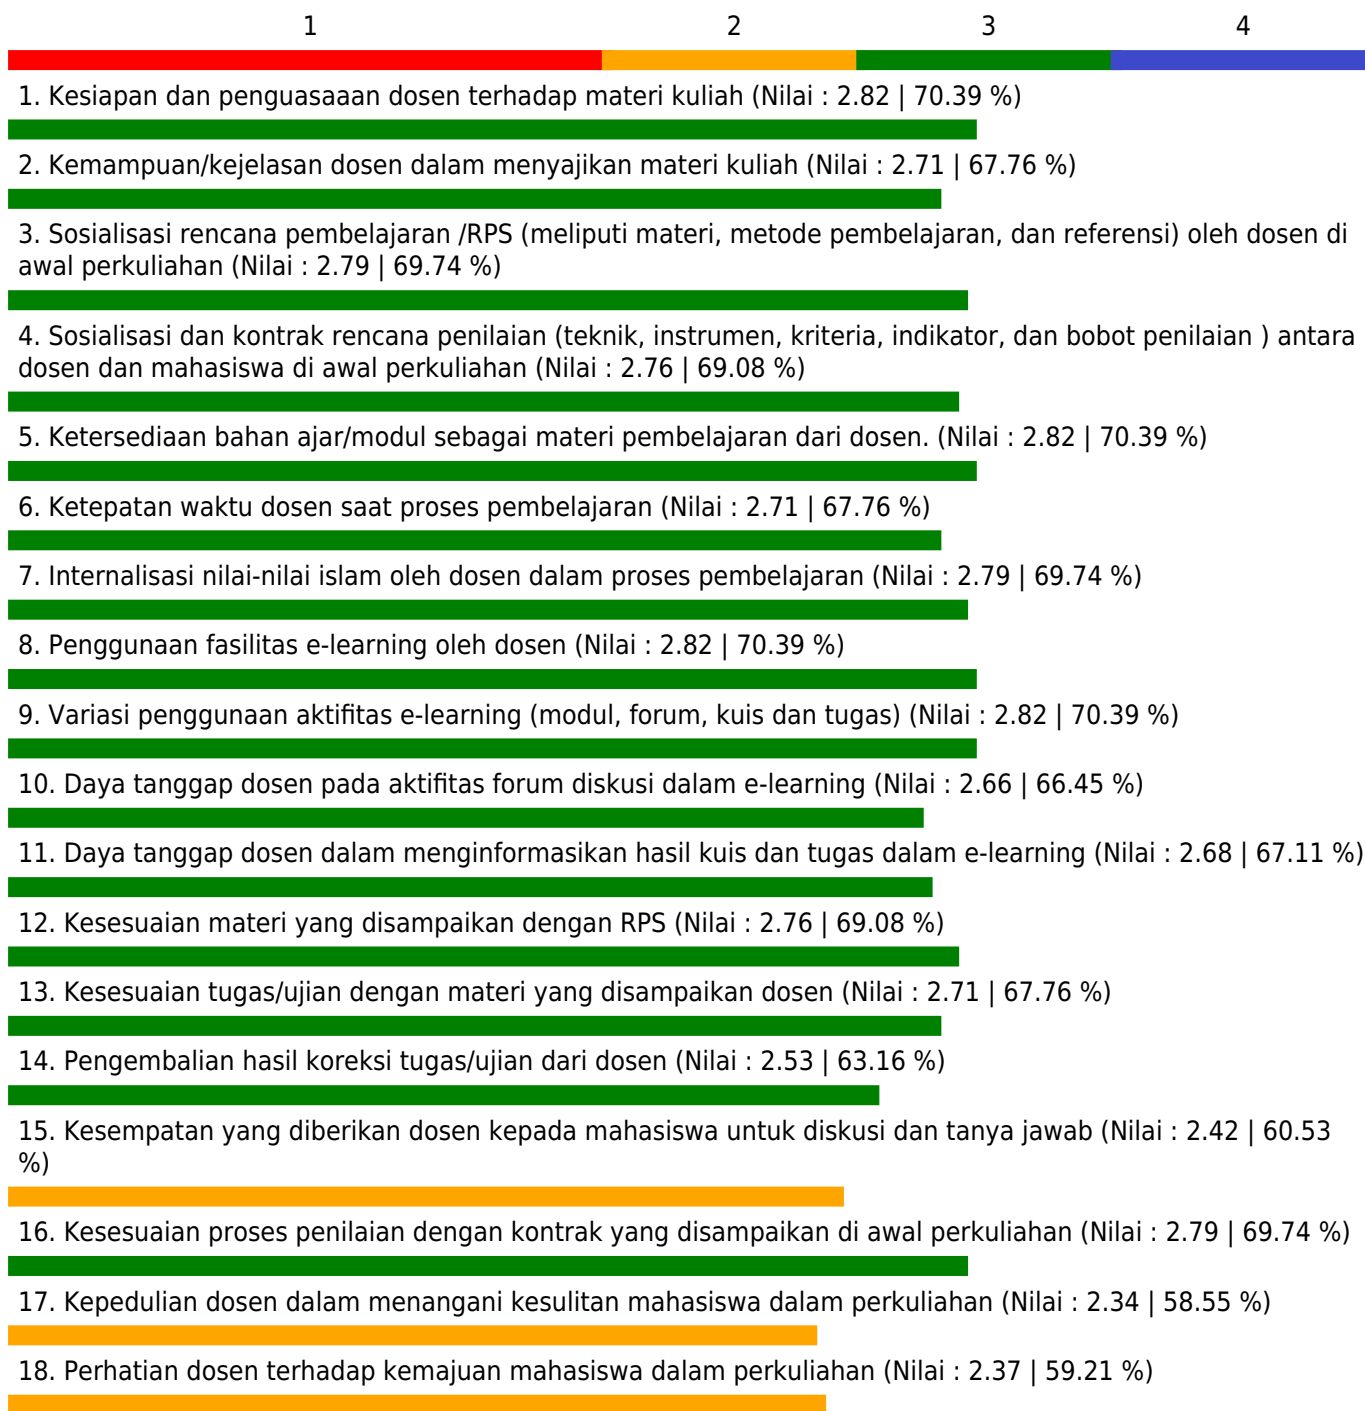 1 2 3 4
1. Kesiapan dan penguasaaan dosen terhadap materi kuliah (Nilai : 2.82 | 70.39 %)
2. Kemampuan/kejelasan dosen dalam menyajikan materi kuliah (Nilai : 2.71 | 67.76 %)
3. Sosialisasi rencana pembelajaran /RPS (meliputi materi, metode pembelajaran, dan referensi) oleh dosen di
awal perkuliahan (Nilai : 2.79 | 69.74 %)
4. Sosialisasi dan kontrak rencana penilaian (teknik, instrumen, kriteria, indikator, dan bobot penilaian ) antara
dosen dan mahasiswa di awal perkuliahan (Nilai : 2.76 | 69.08 %)
5. Ketersediaan bahan ajar/modul sebagai materi pembelajaran dari dosen. (Nilai : 2.82 | 70.39 %)
6. Ketepatan waktu dosen saat proses pembelajaran (Nilai : 2.71 | 67.76 %)
7. Internalisasi nilai-nilai islam oleh dosen dalam proses pembelajaran (Nilai : 2.79 | 69.74 %)
8. Penggunaan fasilitas e-learning oleh dosen (Nilai : 2.82 | 70.39 %)
9. Variasi penggunaan aktifitas e-learning (modul, forum, kuis dan tugas) (Nilai : 2.82 | 70.39 %)
10. Daya tanggap dosen pada aktifitas forum diskusi dalam e-learning (Nilai : 2.66 | 66.45 %)
11. Daya tanggap dosen dalam menginformasikan hasil kuis dan tugas dalam e-learning (Nilai : 2.68 | 67.11 %)
12. Kesesuaian materi yang disampaikan dengan RPS (Nilai : 2.76 | 69.08 %)
13. Kesesuaian tugas/ujian dengan materi yang disampaikan dosen (Nilai : 2.71 | 67.76 %)
14. Pengembalian hasil koreksi tugas/ujian dari dosen (Nilai : 2.53 | 63.16 %)
15. Kesempatan yang diberikan dosen kepada mahasiswa untuk diskusi dan tanya jawab (Nilai : 2.42 | 60.53
%)
16. Kesesuaian proses penilaian dengan kontrak yang disampaikan di awal perkuliahan (Nilai : 2.79 | 69.74 %)
17. Kepedulian dosen dalam menangani kesulitan mahasiswa dalam perkuliahan (Nilai : 2.34 | 58.55 %)
18. Perhatian dosen terhadap kemajuan mahasiswa dalam perkuliahan (Nilai : 2.37 | 59.21 %)